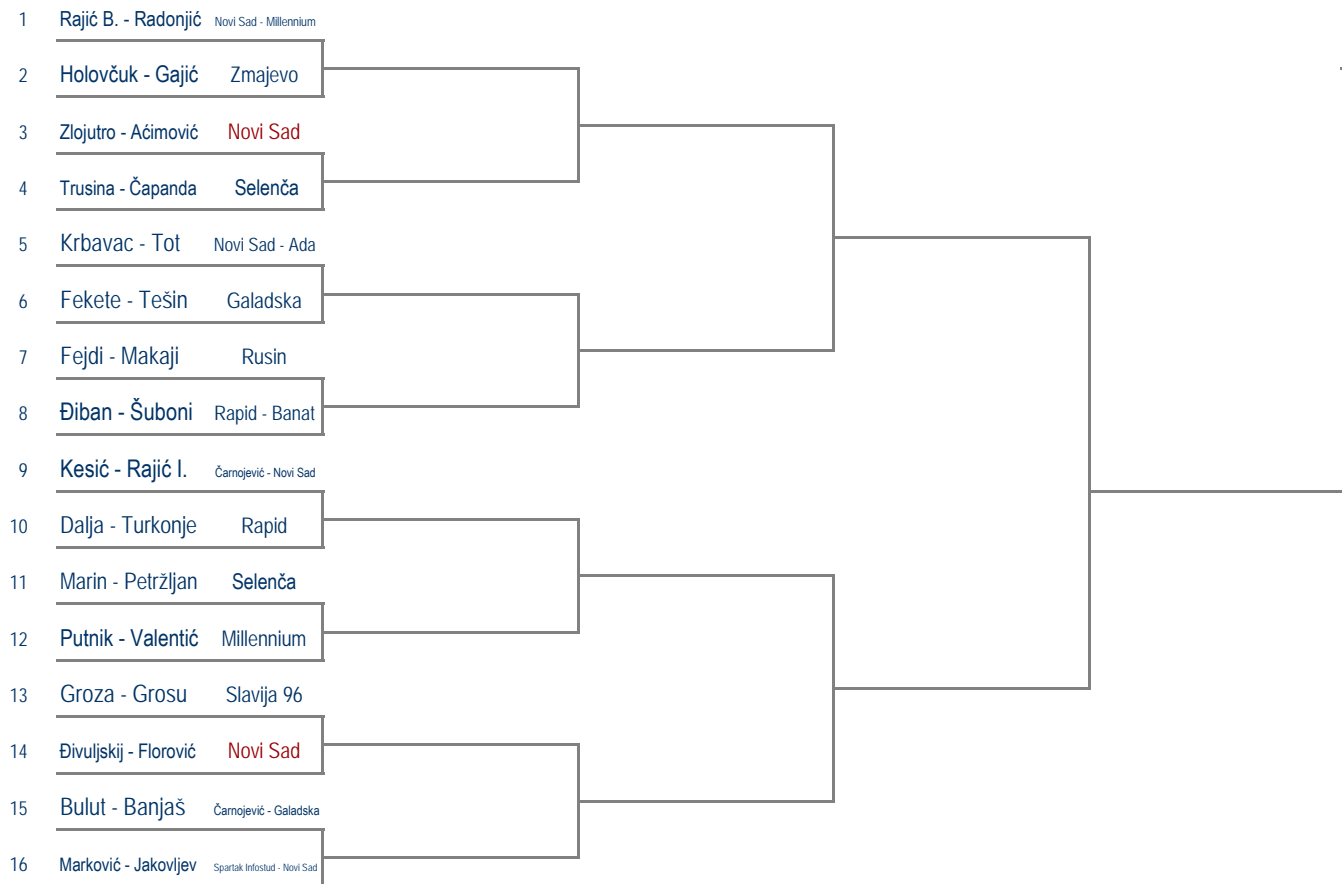 1 Rajić B. - Radonjić Novi Sad - Millennium
2 Holovčuk - Gajić Zmajevo
3 Zlojutro - Aćimović Novi Sad
4 Trusina - Čapanda Selenča
5 Krbavac - Tot Novi Sad - Ada
6 Fekete - Tešin Galadska
7 Fejdi - Makaji Rusin
8 Điban - Šuboni Rapid - Banat
9 Kesić - Rajić I. Čarnojević - Novi Sad
10 Dalja - Turkonje Rapid
11 Marin - Petržljan Selenča
12 Putnik - Valentić Millennium
13 Groza - Grosu Slavija 96
14 Đivuljskij - Florović Novi Sad
15 Bulut - Banjaš Čarnojević - Galadska
16 Marković - Jakovljev Spartak Infostud - Novi Sad